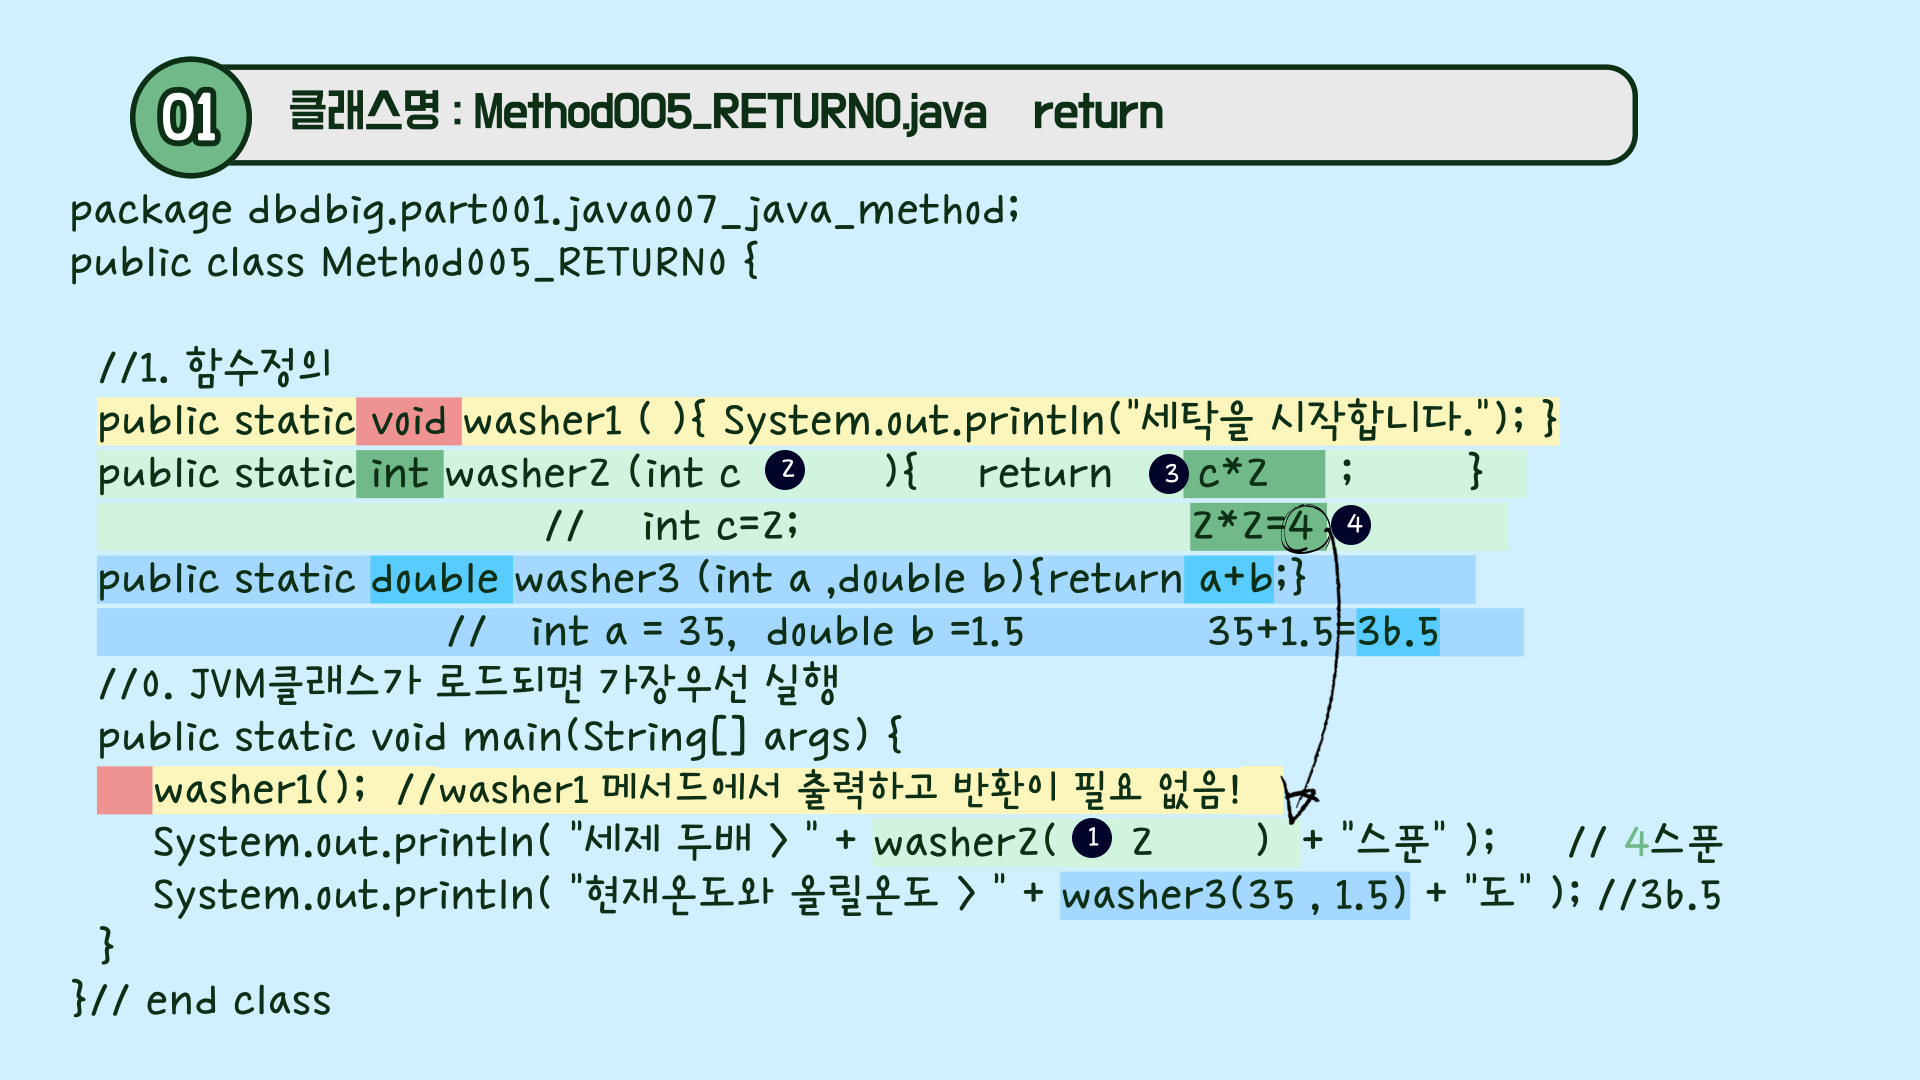 01 클래스명 : Method005_RETURN0.java return
package dbdbig.part001.java007_java_method;
public class Method005_RETURN0 {
//1. 함수정의
public static void washer1 ( ){ System.out.println("세탁을 시작합니다."); }
public static int washer2 (int c 2 ){ return 3 c*2 ; }
// int c=2; 2*2=4 4
public static double washer3 (int a ,double b){return a+b;}
// int a = 35, double b =1.5 35+1.5=36.5
//0. JVM클래스가 로드되면 가장우선 실행
public static void main(String[] args) {
washer1(); //washer1 메서드에서 출력하고 반환이 필요 없음!
System.out.println( "세제 두배 > " + washer2( 1 2 ) + "스푼" ); // 4스푼
System.out.println( "현재온도와 올릴온도 > " + washer3(35 , 1.5) + "도" ); //36.5
}
}// end class